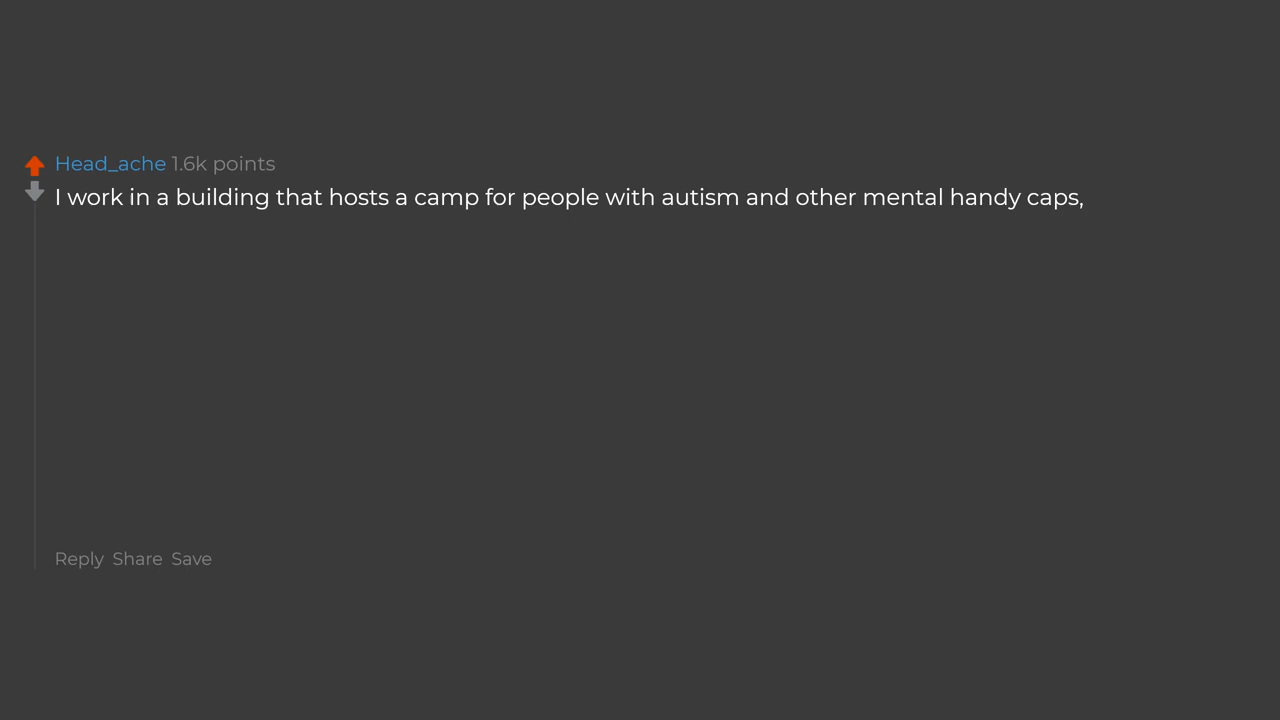 Head_ache 1.6k points
I work in a building that hosts a camp for people with autism and other mental handy caps,
Reply Share Save